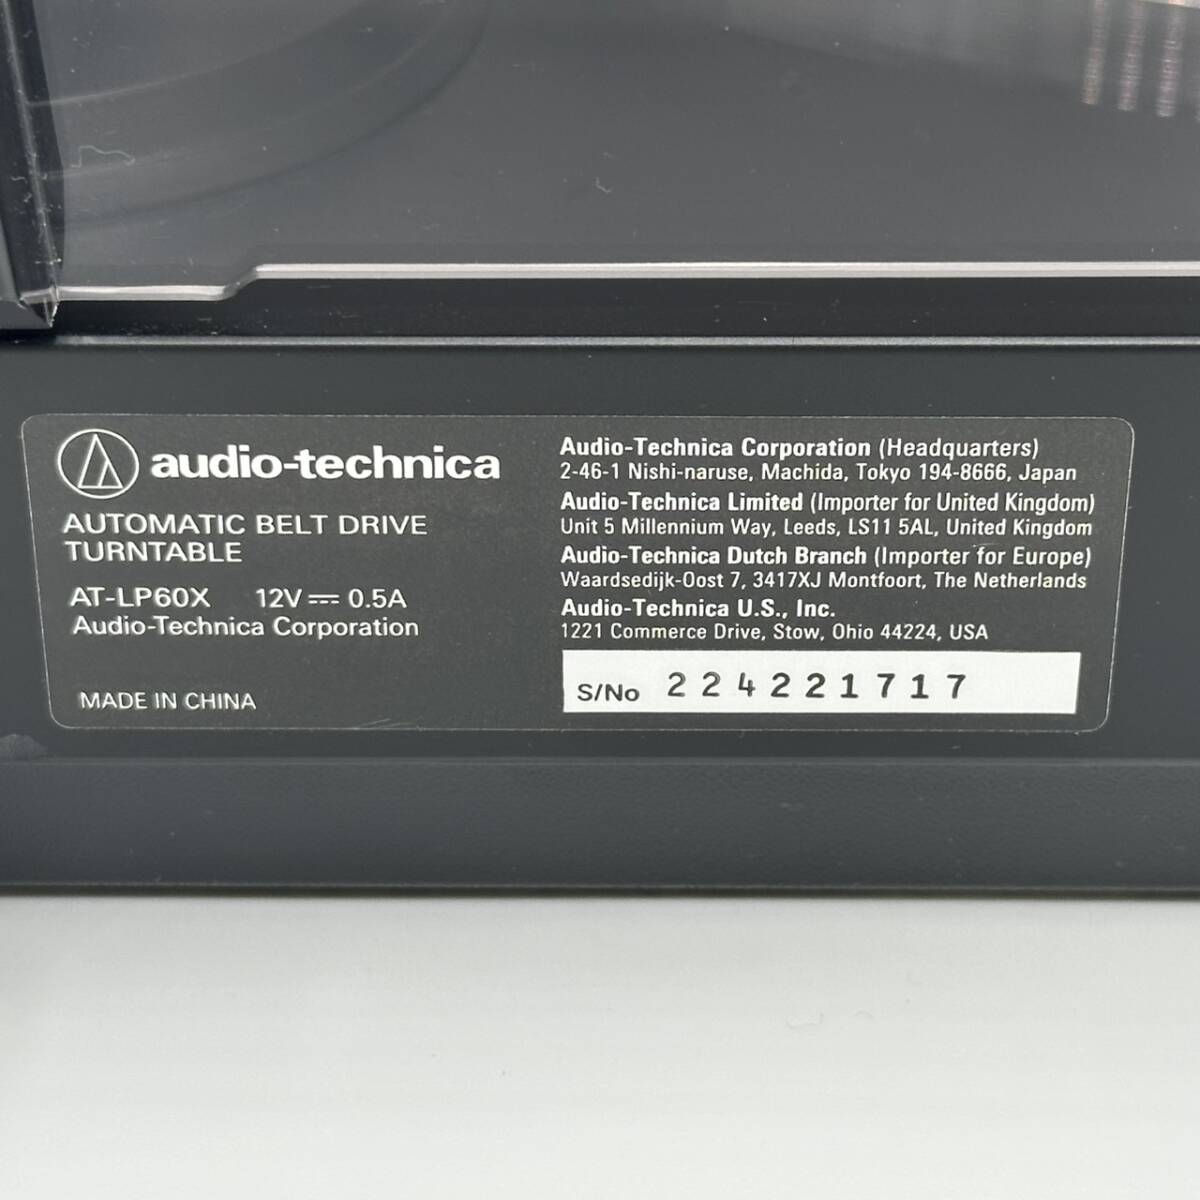 audio-technica
AUTOMATIC BELT DRIVE
TURNTABLE
AT-LP60X 12V⎓0.5A
Audio-Technica Corporation
MADE IN CHINA
Audio-Technica Corporation (Headquarters)
2-46-1 Nishi-naruse, Machida, Tokyo 194-8666, Japan
Audio-Technica Limited (Importer for United Kingdom)
Unit 5 Millennium Way, Leeds, LS11 5AL, United Kingdom
Audio-Technica Dutch Branch (Importer for Europe)
Waardsedijk-Oost 7, 3417XJ Montfoort, The Netherlands
Audio-Technica U.S., Inc.
1221 Commerce Drive, Stow, Ohio 44224, USA
S/No 224221717